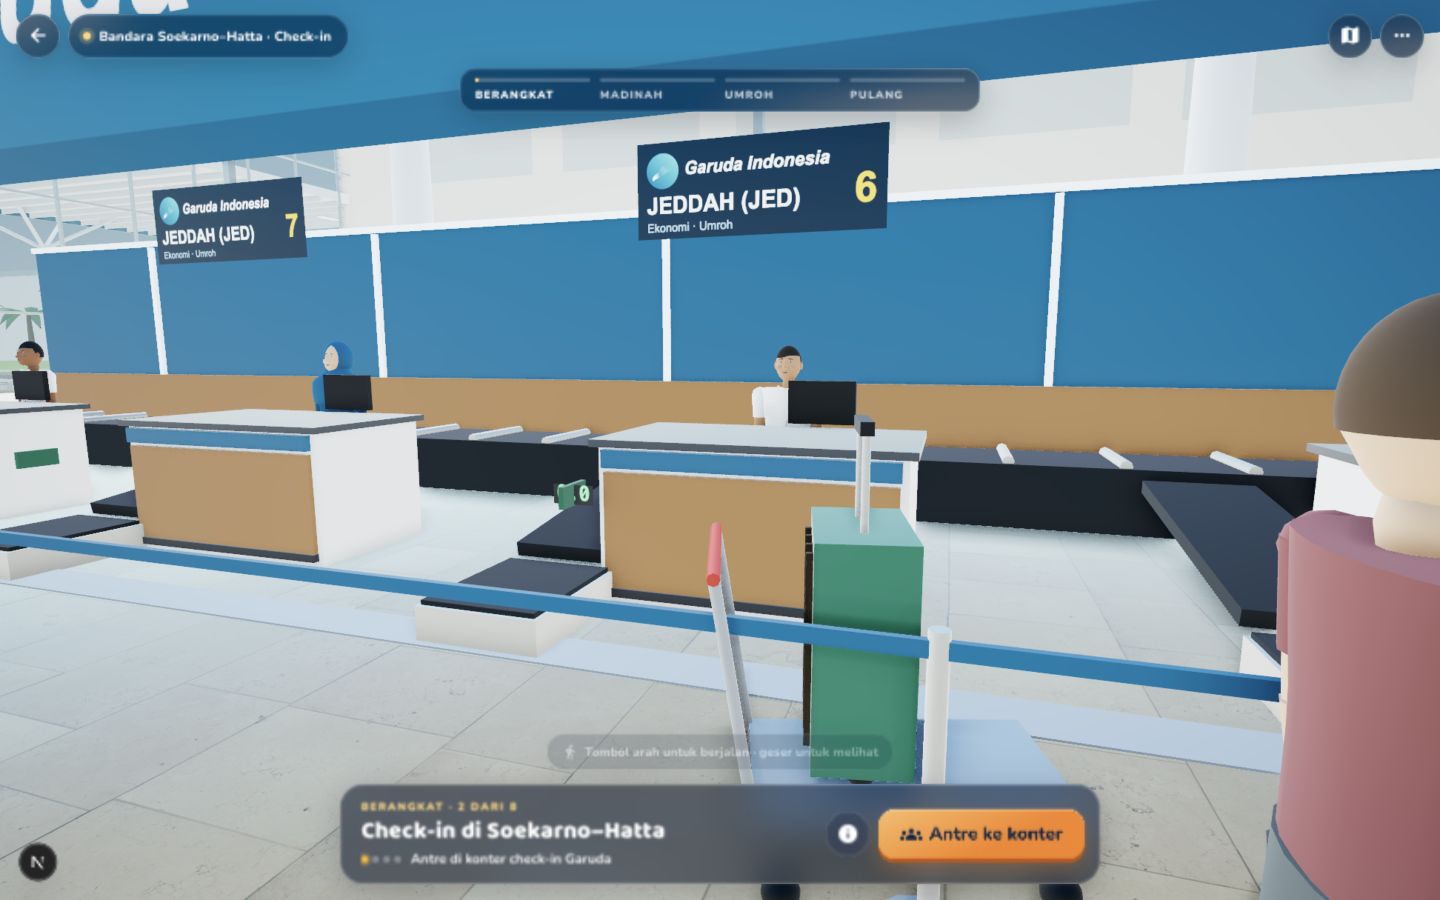 Bandara Soekarno-Hatta · Check-in
BERANGKAT
MADINAH
UMROH
PULANG
Garuda Indonesia
JEDDAH (JED)
7
Ekonomi · Umroh
Garuda Indonesia
JEDDAH (JED)
6
Ekonomi · Umroh
0
Tombol arah untuk berjalan · geser untuk melihat
BERANGKAT · 2 DARI 8
Check-in di Soekarno–Hatta
Antre di konter check-in Garuda
Antre ke konter
N